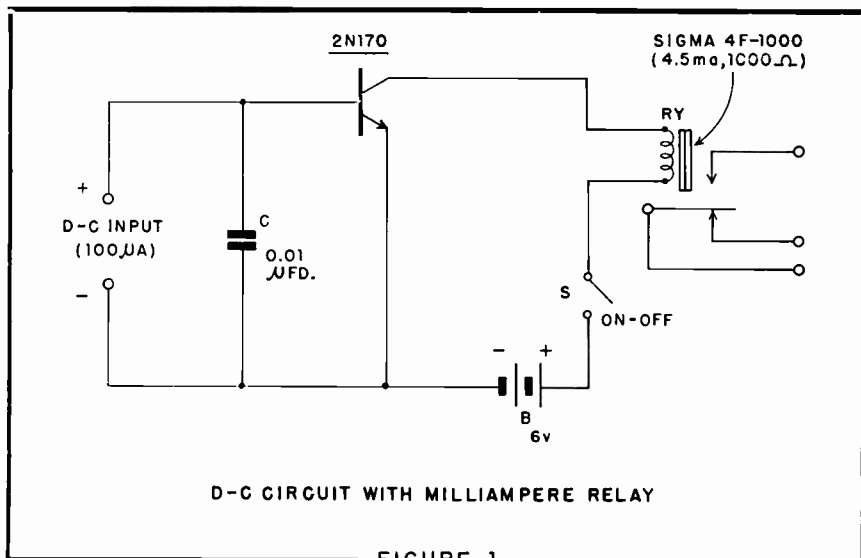 2N170
SIGMA 4F-1000
(4.5ma,1000Ω)
RY
+
D-C INPUT
(100µA)
-
C
0.01
µFD.
S
ON-OFF
- +
B
6v
D-C CIRCUIT WITH MILLIAMPERE RELAY
FIGURE 1